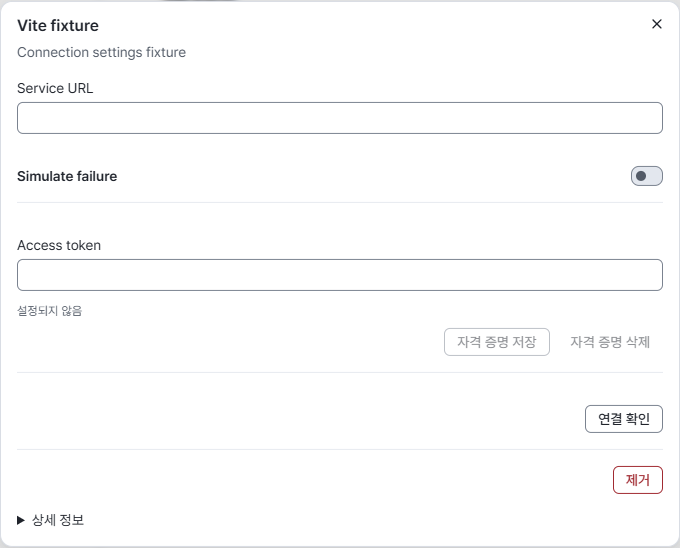 Vite fixture
Connection settings fixture
Service URL
Simulate failure
Access token
설정되지 않음
자격 증명 저장 자격 증명 삭제
연결 확인
제거
상세 정보